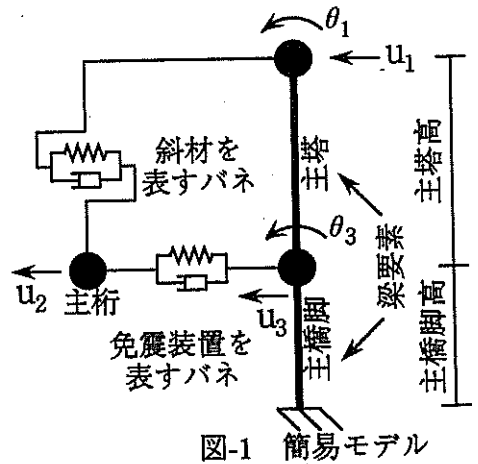 θ1
u1
斜材を
表すバネ
主塔
主塔高
θ3
梁要素
u2
主桁
u3
免震装置を
表すバネ
主橋脚
主橋脚高
図-1 簡易モデル